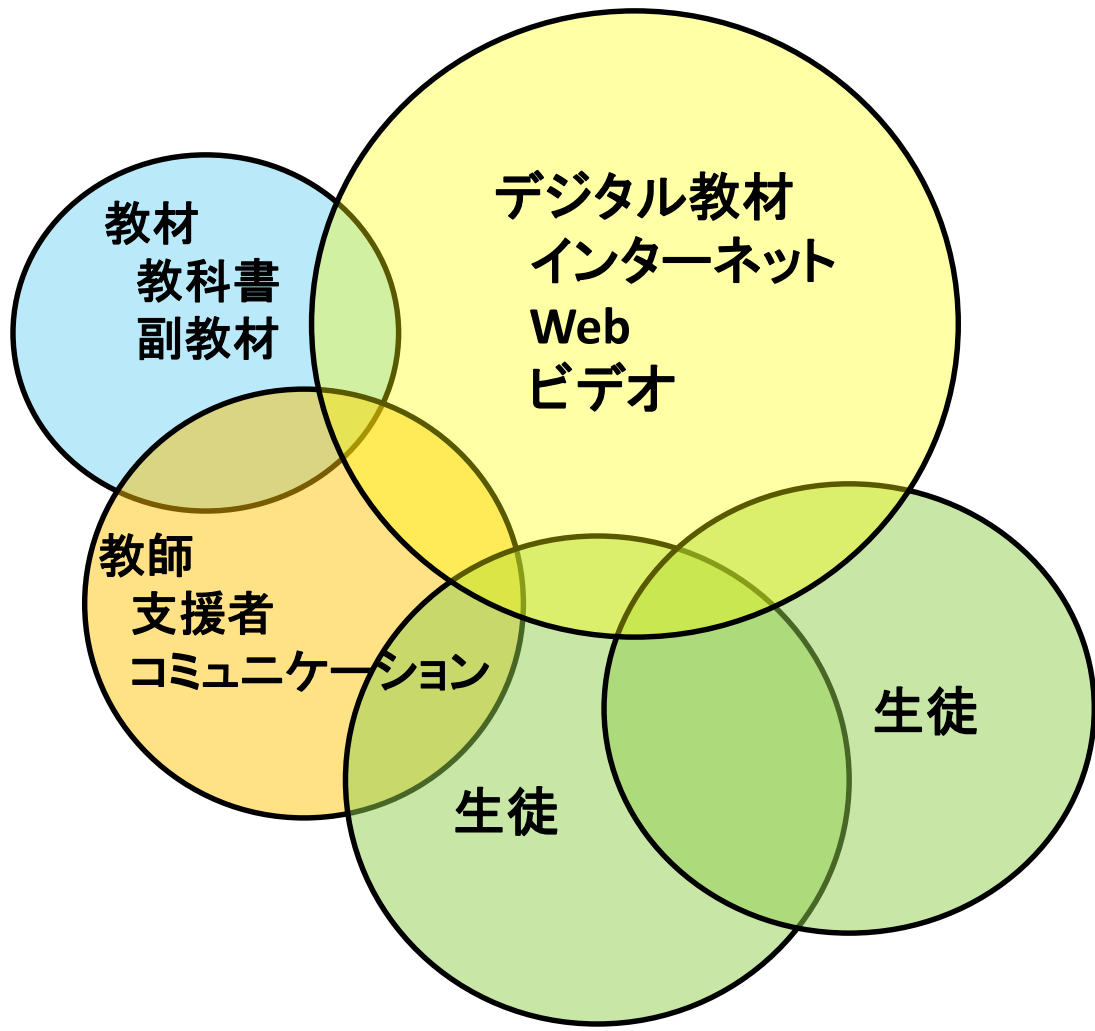 デジタル教材
インターネット
Web
ビデオ
教材
教科書
副教材
教師
支援者
コミュニケーション
生徒
生徒